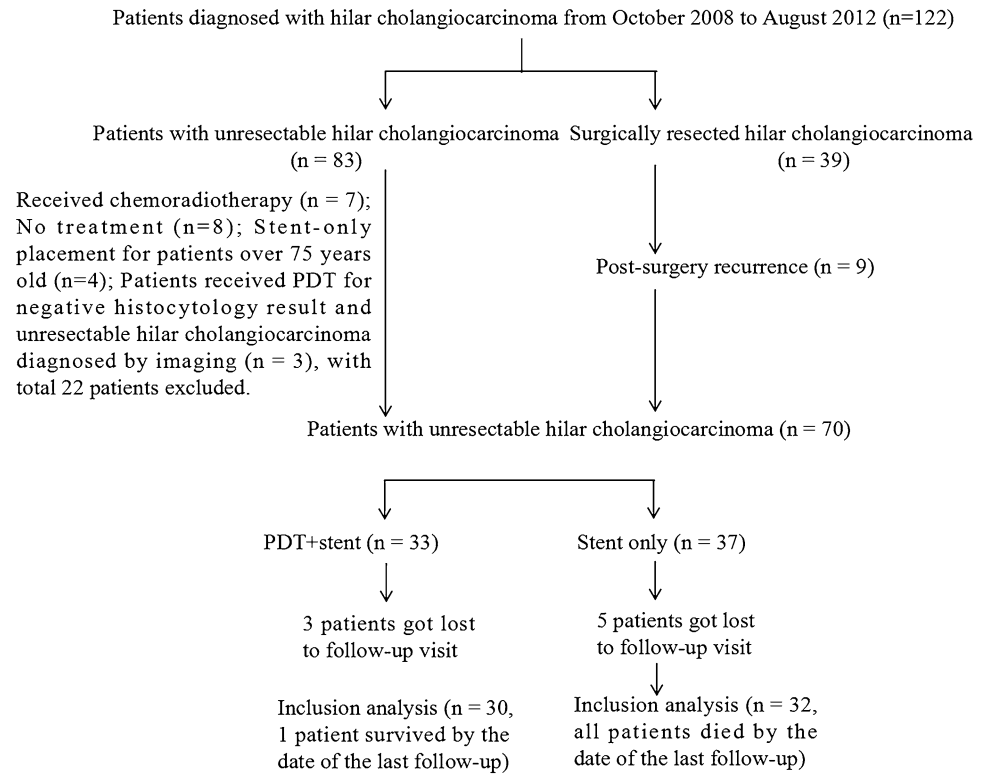 Patients diagnosed with hilar cholangiocarcinoma from October 2008 to August 2012 (n=122)
Patients with unresectable hilar cholangiocarcinoma
(n = 83)
Surgically resected hilar cholangiocarcinoma
(n = 39)
Received chemoradiotherapy (n = 7);
No treatment (n=8); Stent-only
placement for patients over 75 years
old (n=4); Patients received PDT for
negative histocytology result and
unresectable hilar cholangiocarcinoma
diagnosed by imaging (n = 3), with
total 22 patients excluded.
Post-surgery recurrence (n = 9)
Patients with unresectable hilar cholangiocarcinoma (n = 70)
PDT+stent (n = 33)
Stent only (n = 37)
3 patients got lost
to follow-up visit
5 patients got lost
to follow-up visit
Inclusion analysis (n = 30,
1 patient survived by the
date of the last follow-up)
Inclusion analysis (n = 32,
all patients died by the
date of the last follow-up)